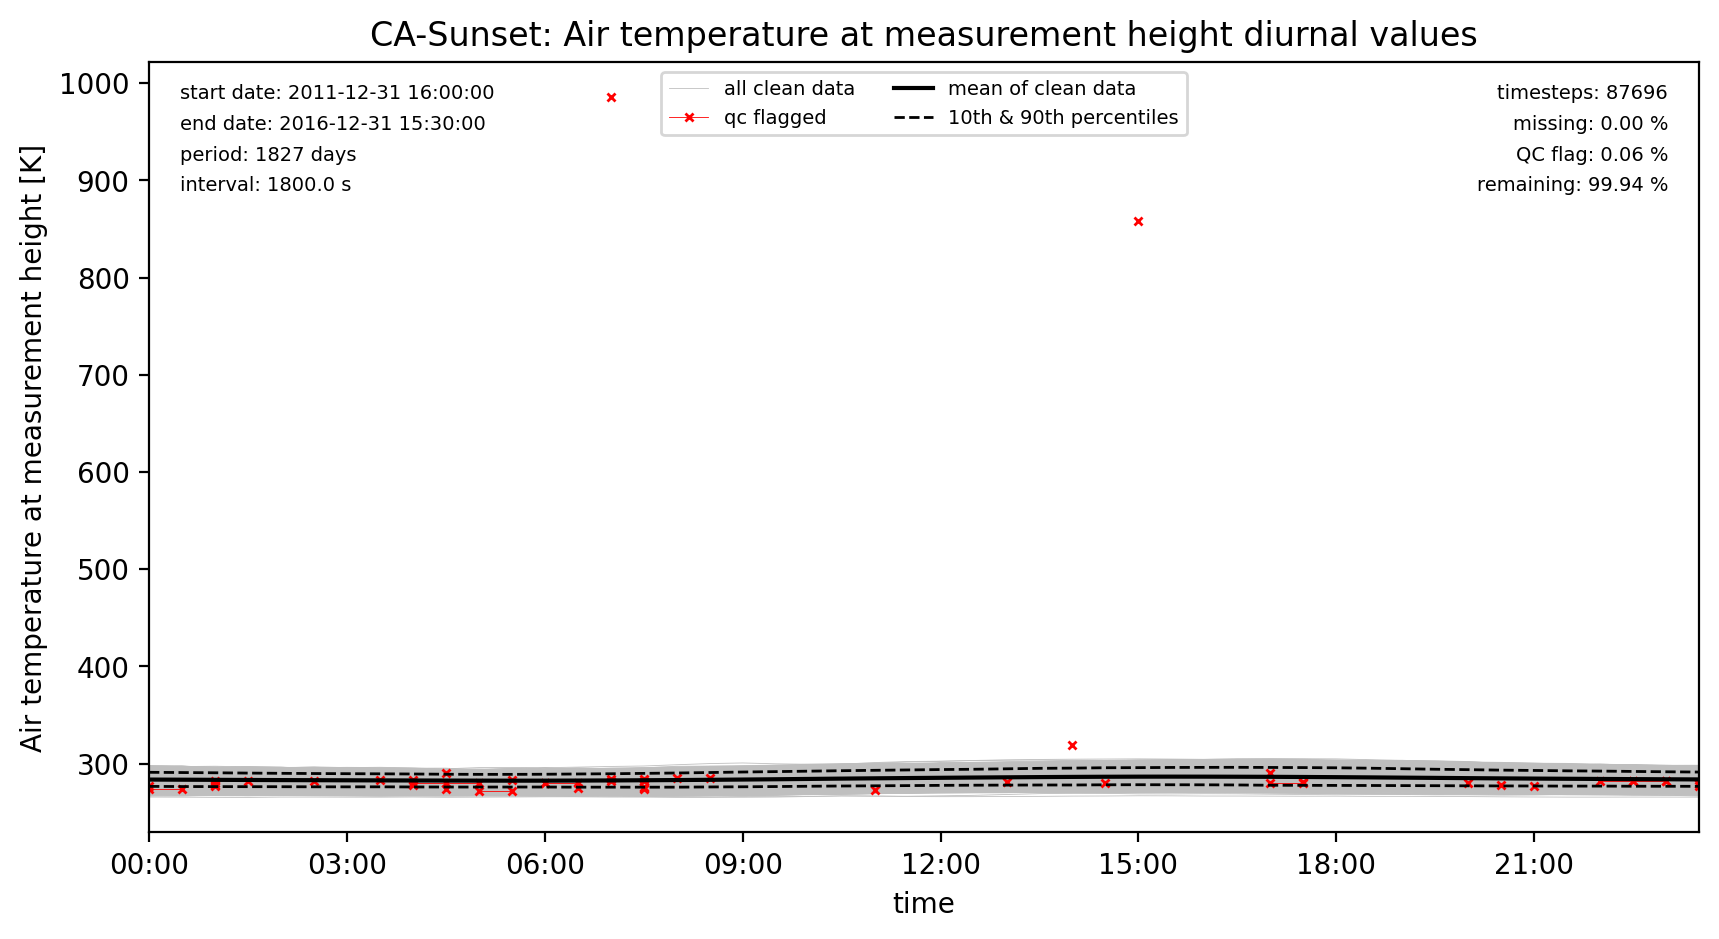 CA-Sunset: Air temperature at measurement height diurnal values
start date: 2011-12-31 16:00:00
end date: 2016-12-31 15:30:00
period: 1827 days
interval: 1800.0 s
all clean data
qc flagged
mean of clean data
10th & 90th percentiles
timesteps: 87696
missing: 0.00 %
QC flag: 0.06 %
remaining: 99.94 %
Air temperature at measurement height [K]
1000
900
800
700
600
500
400
300
00:00
03:00
06:00
09:00
12:00
15:00
18:00
21:00
time